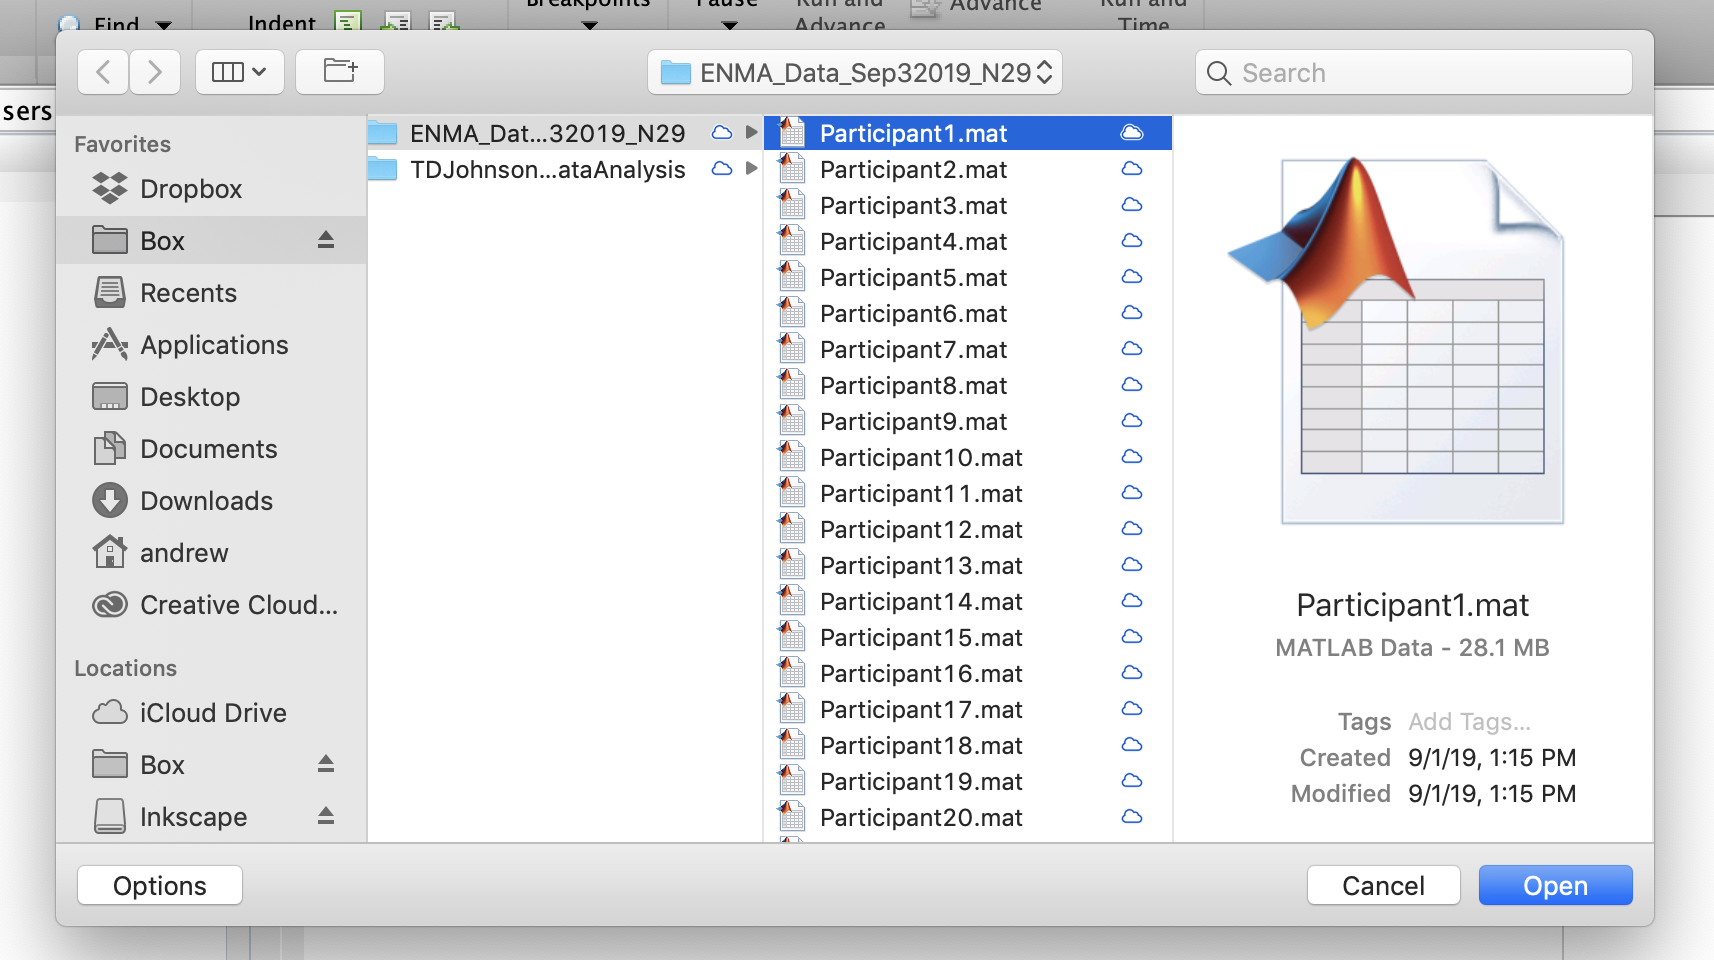 Find
Indent
Breakpoints
Pause
Run and
Advance
Advance
Run and
Time
sers
ENMA_Data_Sep32019_N29
Search
Favorites
Dropbox
Box
Recents
Applications
Desktop
Documents
Downloads
andrew
Creative Cloud...
Locations
iCloud Drive
Box
Inkscape
ENMA_Dat...32019_N29
TDJohnson...ataAnalysis
Participant1.mat
Participant2.mat
Participant3.mat
Participant4.mat
Participant5.mat
Participant6.mat
Participant7.mat
Participant8.mat
Participant9.mat
Participant10.mat
Participant11.mat
Participant12.mat
Participant13.mat
Participant14.mat
Participant15.mat
Participant16.mat
Participant17.mat
Participant18.mat
Participant19.mat
Participant20.mat
Participant1.mat
MATLAB Data - 28.1 MB
Tags Add Tags...
Created 9/1/19, 1:15 PM
Modified 9/1/19, 1:15 PM
Options
Cancel
Open